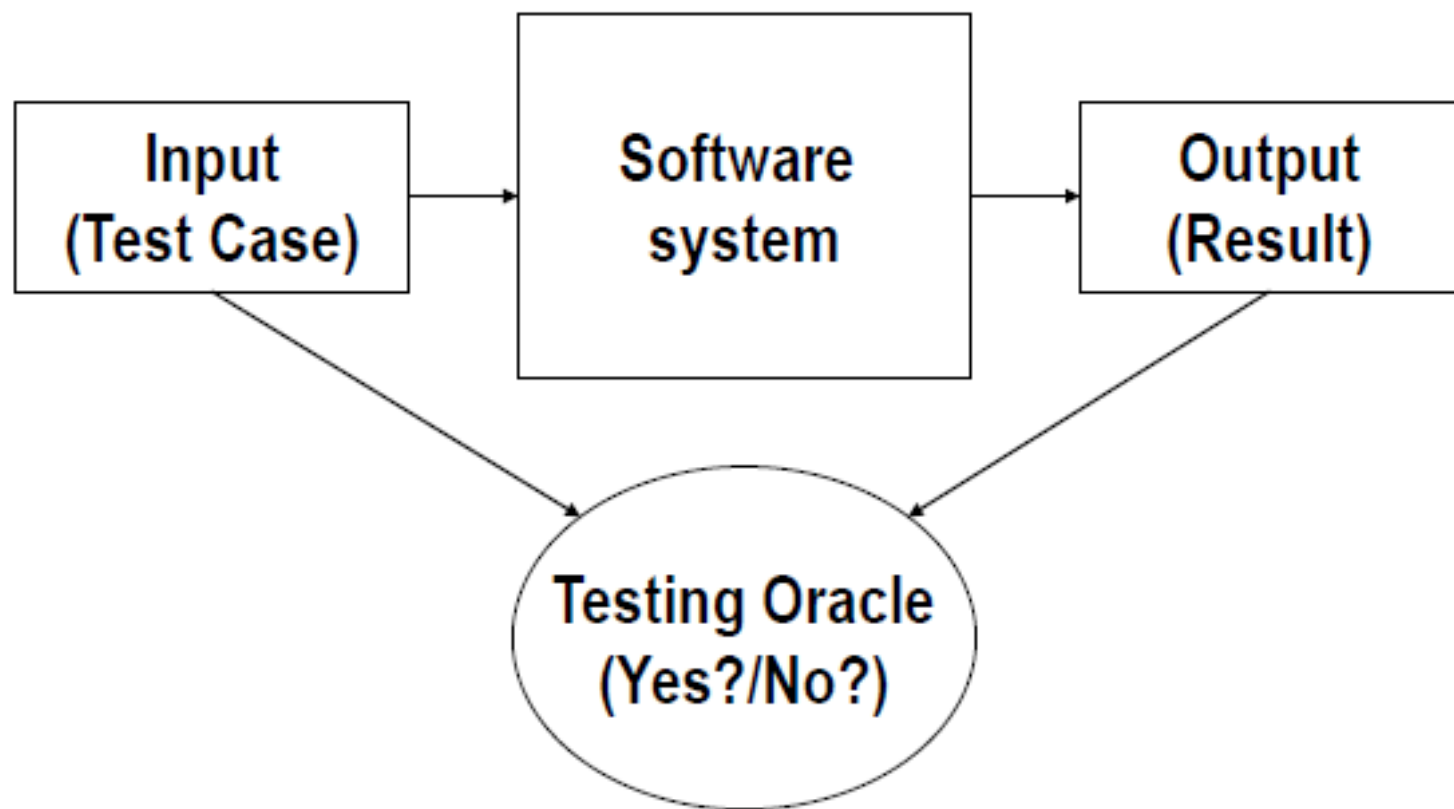 Input
(Test Case)
Software
system
Output
(Result)
Testing Oracle
(Yes?/No?)